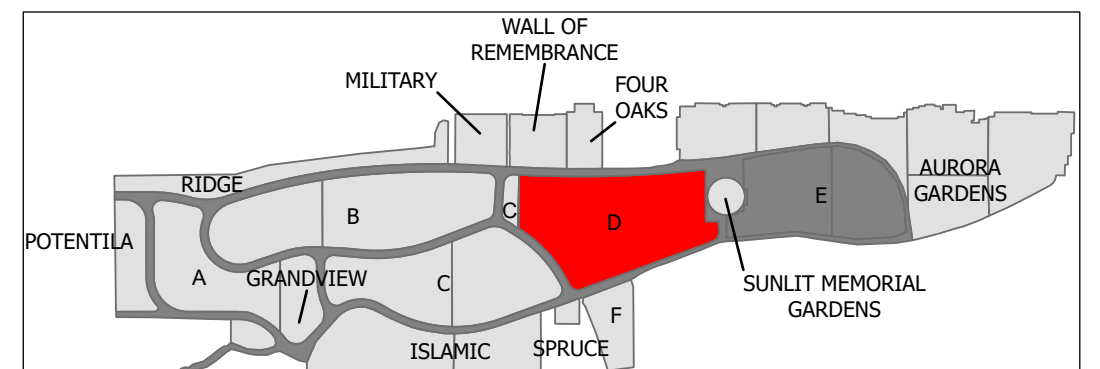 WALL OF
REMEMBRANCE
MILITARY
FOUR
OAKS
AURORA
GARDENS
RIDGE
E
C
B
D
POTENTILA
A
GRANDVIEW
C
SUNLIT MEMORIAL
GARDENS
F
ISLAMIC
SPRUCE